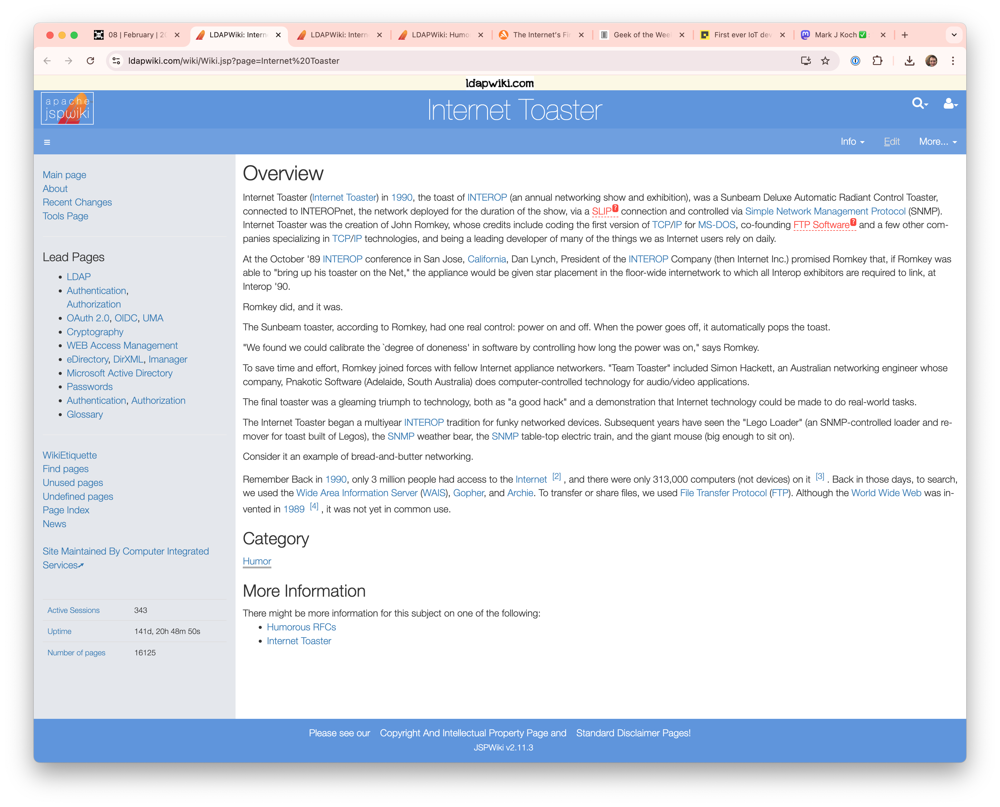 08 | February | 20
LDAPWiki: Intern
LDAPWiki: Intern
LDAPWiki: Humo
The Internet's Fir
Geek of the Wee
First ever IoT dev
Mark J Koch ✅ :
ldapwiki.com/wiki/Wiki.jsp?page=Internet%20Toaster
ldapwiki.com
apache
jspwiki
Internet Toaster
Info
Edit
More...
Main page
About
Recent Changes
Tools Page
Lead Pages
• LDAP
• Authentication,
Authorization
• OAuth 2.0, OIDC, UMA
• Cryptography
• WEB Access Management
• eDirectory, DirXML, Imanager
• Microsoft Active Directory
• Passwords
• Authentication, Authorization
• Glossary
WikiEtiquette
Find pages
Unused pages
Undefined pages
Page Index
News
Site Maintained By Computer Integrated
Services
Active Sessions 343
Uptime 141d, 20h 48m 50s
Number of pages 16125
Overview
Internet Toaster (Internet Toaster) in 1990, the toast of INTEROP (an annual networking show and exhibition), was a Sunbeam Deluxe Automatic Radiant Control Toaster,
connected to INTEROPnet, the network deployed for the duration of the show, via a SLIP? connection and controlled via Simple Network Management Protocol (SNMP).
Internet Toaster was the creation of John Romkey, whose credits include coding the first version of TCP/IP for MS-DOS, co-founding FTP Software? and a few other com-
panies specializing in TCP/IP technologies, and being a leading developer of many of the things we as Internet users rely on daily.
At the October '89 INTEROP conference in San Jose, California, Dan Lynch, President of the INTEROP Company (then Internet Inc.) promised Romkey that, if Romkey was
able to "bring up his toaster on the Net," the appliance would be given star placement in the floor-wide internetwork to which all Interop exhibitors are required to link, at
Interop '90.
Romkey did, and it was.
The Sunbeam toaster, according to Romkey, had one real control: power on and off. When the power goes off, it automatically pops the toast.
"We found we could calibrate the `degree of doneness' in software by controlling how long the power was on," says Romkey.
To save time and effort, Romkey joined forces with fellow Internet appliance networkers. "Team Toaster" included Simon Hackett, an Australian networking engineer whose
company, Pnakotic Software (Adelaide, South Australia) does computer-controlled technology for audio/video applications.
The final toaster was a gleaming triumph to technology, both as "a good hack" and a demonstration that Internet technology could be made to do real-world tasks.
The Internet Toaster began a multiyear INTEROP tradition for funky networked devices. Subsequent years have seen the "Lego Loader" (an SNMP-controlled loader and re-
mover for toast built of Legos), the SNMP weather bear, the SNMP table-top electric train, and the giant mouse (big enough to sit on).
Consider it an example of bread-and-butter networking.
Remember Back in 1990, only 3 million people had access to the Internet [2] , and there were only 313,000 computers (not devices) on it [3] . Back in those days, to search,
we used the Wide Area Information Server (WAIS), Gopher, and Archie. To transfer or share files, we used File Transfer Protocol (FTP). Although the World Wide Web was in-
vented in 1989 [4] , it was not yet in common use.
Category
Humor
More Information
There might be more information for this subject on one of the following:
• Humorous RFCs
• Internet Toaster
Please see our Copyright And Intellectual Property Page and Standard Disclaimer Pages!
JSPWiki v2.11.3